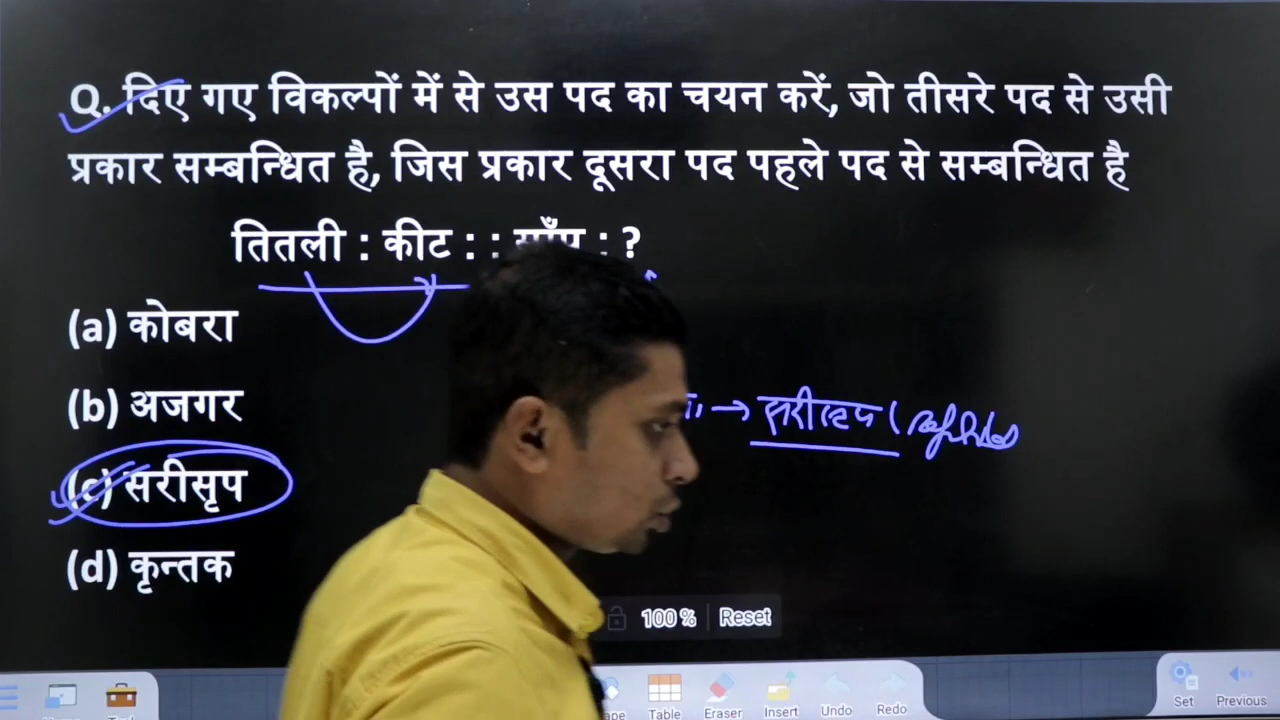 Q. दिए गए विकल्पों में से उस पद का चयन करें, जो तीसरे पद से उसी
प्रकार सम्बन्धित है, जिस प्रकार दूसरा पद पहले पद से सम्बन्धित है
तितली : कीट : : साँप : ?
(a) कोबरा
(b) अजगर
→ सरीसृप (
(c) सरीसृप
(d) कृन्तक
100 % Reset
Table Eraser Insert Undo Redo Set Previous